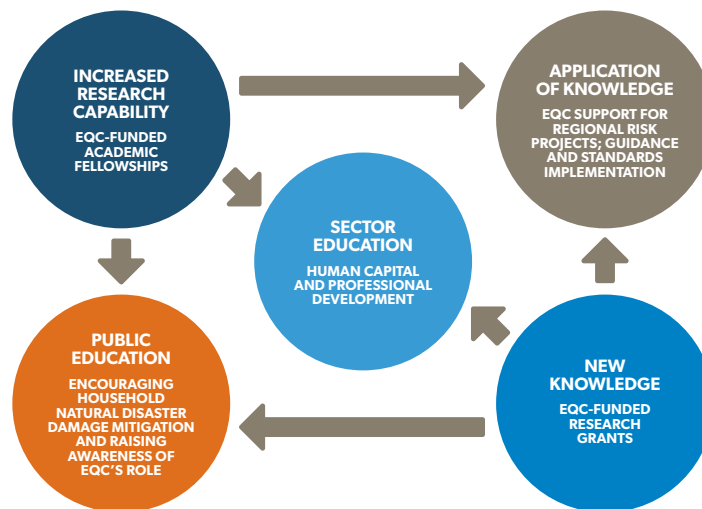 INCREASED
RESEARCH
CAPABILITY
EQC-FUNDED
ACADEMIC
FELLOWSHIPS
APPLICATION
OF KNOWLEDGE
EQC SUPPORT FOR
REGIONAL RISK
PROJECTS; GUIDANCE
AND STANDARDS
IMPLEMENTATION
SECTOR
EDUCATION
HUMAN CAPITAL
AND PROFESSIONAL
DEVELOPMENT
PUBLIC
EDUCATION
ENCOURAGING
HOUSEHOLD
NATURAL DISASTER
DAMAGE MITIGATION
AND RAISING
AWARENESS OF
EQC’S ROLE
NEW
KNOWLEDGE
EQC-FUNDED
RESEARCH
GRANTS